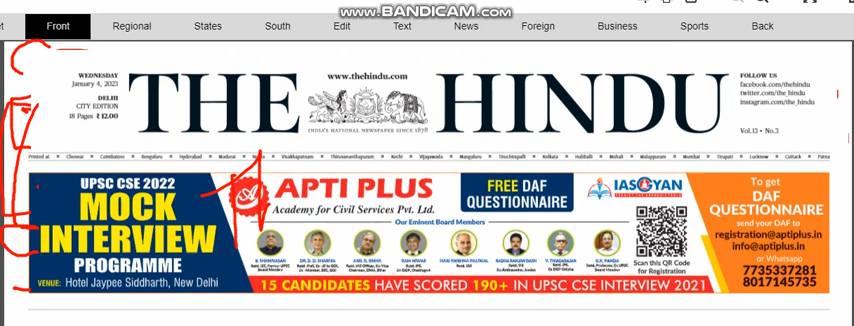 www.BANDICAM.com
Front Regional States South Edit Text News Foreign Business Sports Back
WEDNESDAY
January 4, 2023
DELHI
CITY EDITION
18 Pages ₹ 12.00
THE HINDU
www.thehindu.com
INDIA'S NATIONAL NEWSPAPER SINCE 1878
FOLLOW US
facebook.com/thehindu
twitter.com/the_hindu
instagram.com/the_hindu
Vol.13 • No.3
Printed at Chennai Coimbatore Bengaluru Hyderabad Madurai Visakhapatnam Thiruvananthapuram Kochi Vijayawada Mangaluru Tiruchirapalli Kolkata Hubballi Mohali Malappuram Mumbai Tirupati Lucknow Cuttack Patna
UPSC CSE 2022
MOCK
INTERVIEW
PROGRAMME
VENUE: Hotel Jaypee Siddharth, New Delhi
A
APTI PLUS
Academy for Civil Services Pvt. Ltd.
FREE DAF
QUESTIONNAIRE
IASGYAN
Our Eminent Board Members
Scan this QR Code
for Registration
15 CANDIDATES HAVE SCORED 190+ IN UPSC CSE INTERVIEW 2021
To get
DAF
QUESTIONNAIRE
send your DAF to
registration@aptiplus.in
info@aptiplus.in
or Whatsapp
7735337281
8017145735